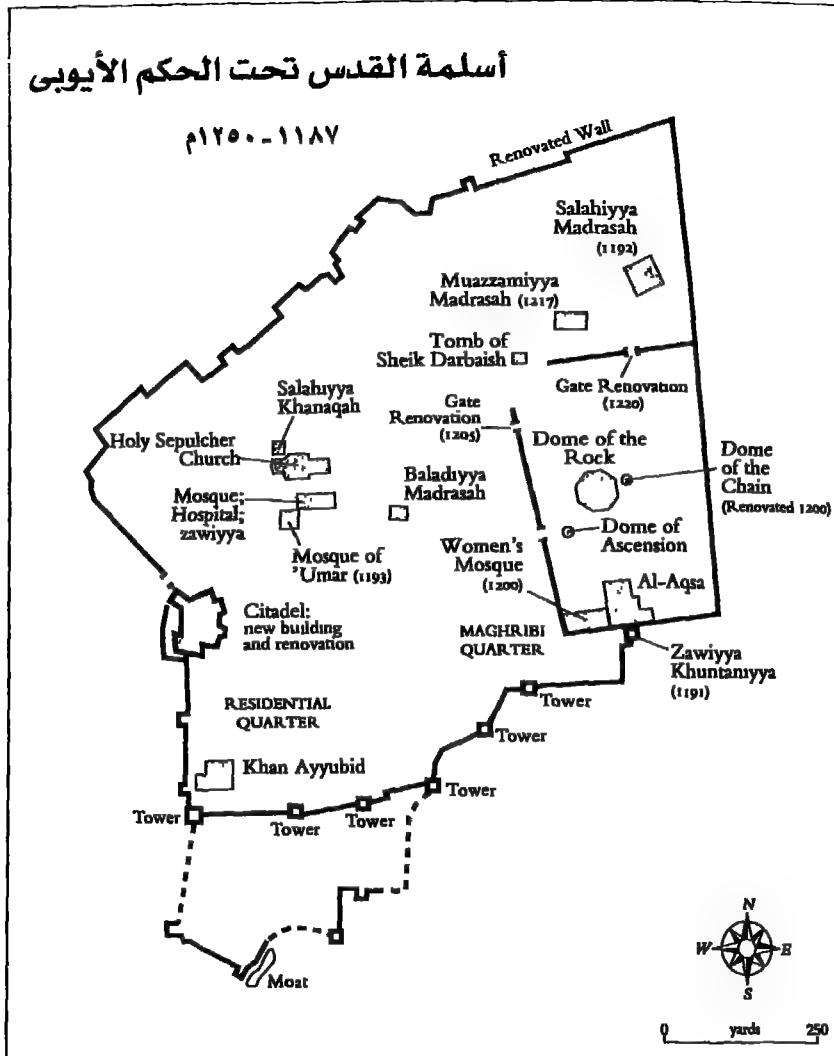 أسلمة القدس تحت الحكم الأيوبى
١١٨٧-١٢٥٠م
Renovated Wall
Salahiyya
Madrasah
(1192)
Muazzamiyya
Madrasah (1217)
Tomb of
Sheik Darbaish
Gate Renovation
(1220)
Salahiyya
Khanaqah
Gate
Renovation
(1205)
Holy Sepulcher
Church
Dome of the
Rock
Dome
of the
Chain
(Renovated 1200)
Mosque;
Hospital;
zawiyya
Baladiyya
Madrasah
Mosque of
'Umar (1193)
Women's
Mosque
(1200)
Dome of
Ascension
Al-Aqsa
Citadel:
new building
and renovation
MAGHRIBI
QUARTER
Zawiyya
Khuntaniyya
(1191)
RESIDENTIAL
QUARTER
Tower
Tower
Khan Ayyubid
Tower
Tower
Tower
Tower
Moat
N
W
E
S
0 yards 250